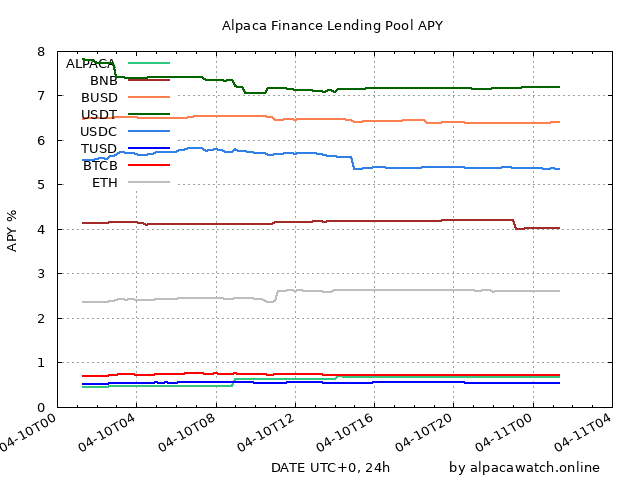 Alpaca Finance Lending Pool APY
APY %
8
7
6
5
4
3
2
1
0
ALPACA
BNB
BUSD
USDT
USDC
TUSD
BTCB
ETH
04-10T00
04-10T04
04-10T08
04-10T12
04-10T16
04-10T20
04-11T00
04-11T04
DATE UTC+0, 24h
by alpacawatch.online